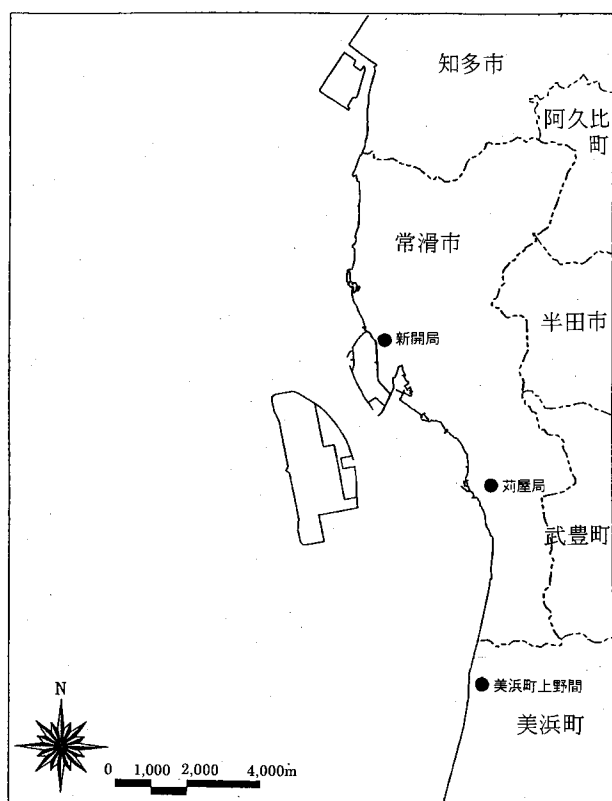 知多市
阿久比
町
常滑市
新開局
半田市
苅屋局
武豊町
美浜町上野間
美浜町
N
0 1,000 2,000 4,000m